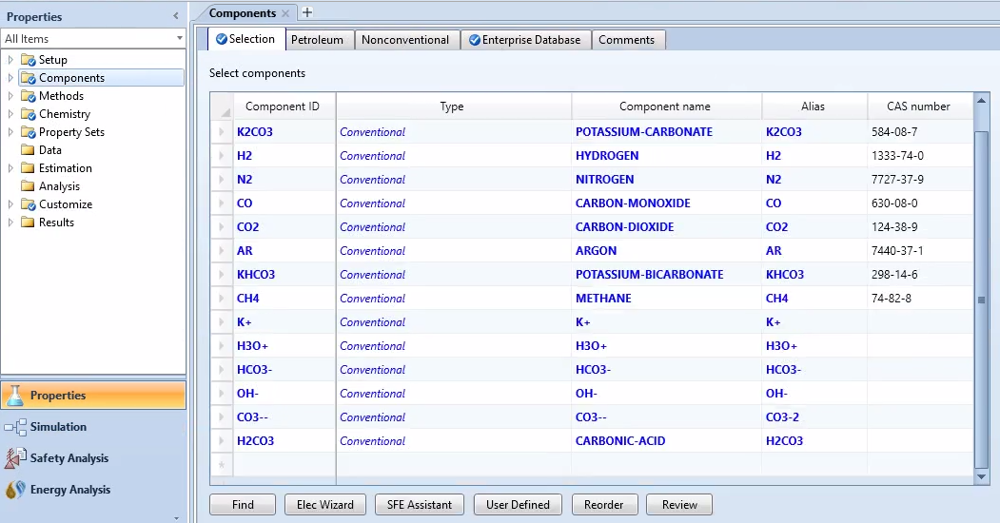 Properties <
All Items
Setup
Components
Methods
Chemistry
Property Sets
Data
Estimation
Analysis
Customize
Results
Properties
Simulation
Safety Analysis
Energy Analysis
Components × +
Selection Petroleum Nonconventional Enterprise Database Comments
Select components
Component ID Type Component name Alias CAS number
K2CO3 Conventional POTASSIUM-CARBONATE K2CO3 584-08-7
H2 Conventional HYDROGEN H2 1333-74-0
N2 Conventional NITROGEN N2 7727-37-9
CO Conventional CARBON-MONOXIDE CO 630-08-0
CO2 Conventional CARBON-DIOXIDE CO2 124-38-9
AR Conventional ARGON AR 7440-37-1
KHCO3 Conventional POTASSIUM-BICARBONATE KHCO3 298-14-6
CH4 Conventional METHANE CH4 74-82-8
K+ Conventional K+ K+
H3O+ Conventional H3O+ H3O+
HCO3- Conventional HCO3- HCO3-
OH- Conventional OH- OH-
CO3-- Conventional CO3-- CO3-2
H2CO3 Conventional CARBONIC-ACID H2CO3
Find Elec Wizard SFE Assistant User Defined Reorder Review